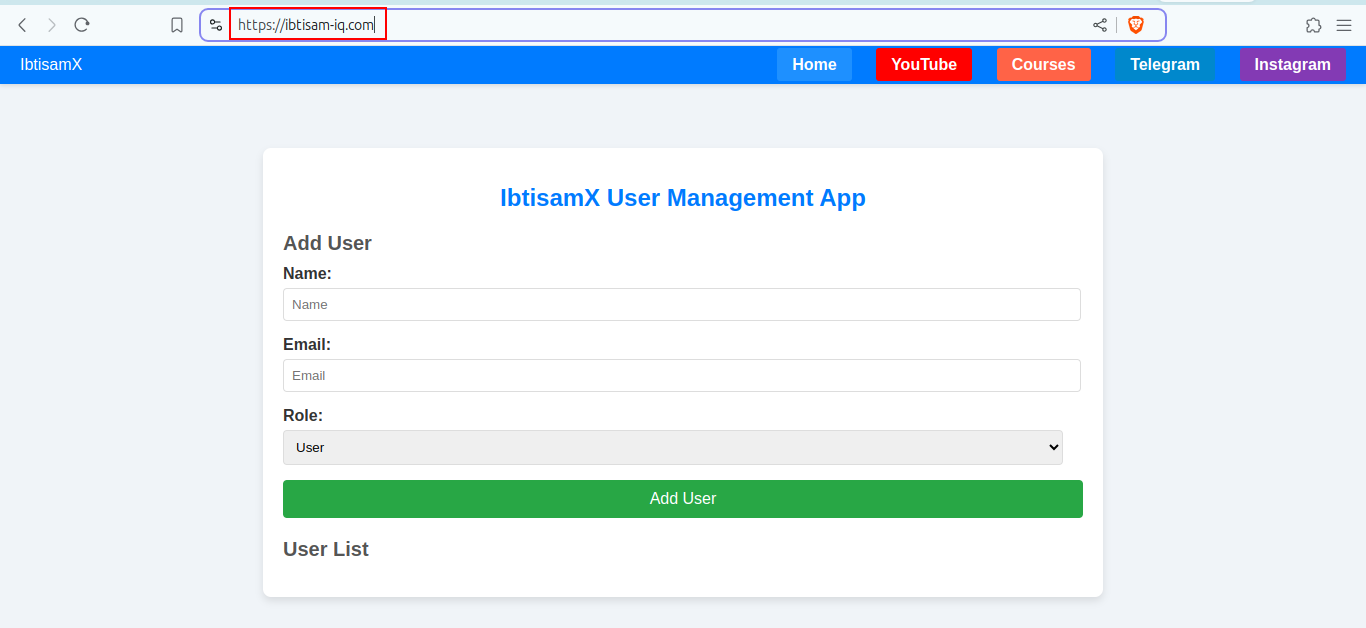 https://ibtisam-iq.com
IbtisamX Home YouTube Courses Telegram Instagram
IbtisamX User Management App
Add User
Name:
Name
Email:
Email
Role:
User
Add User
User List